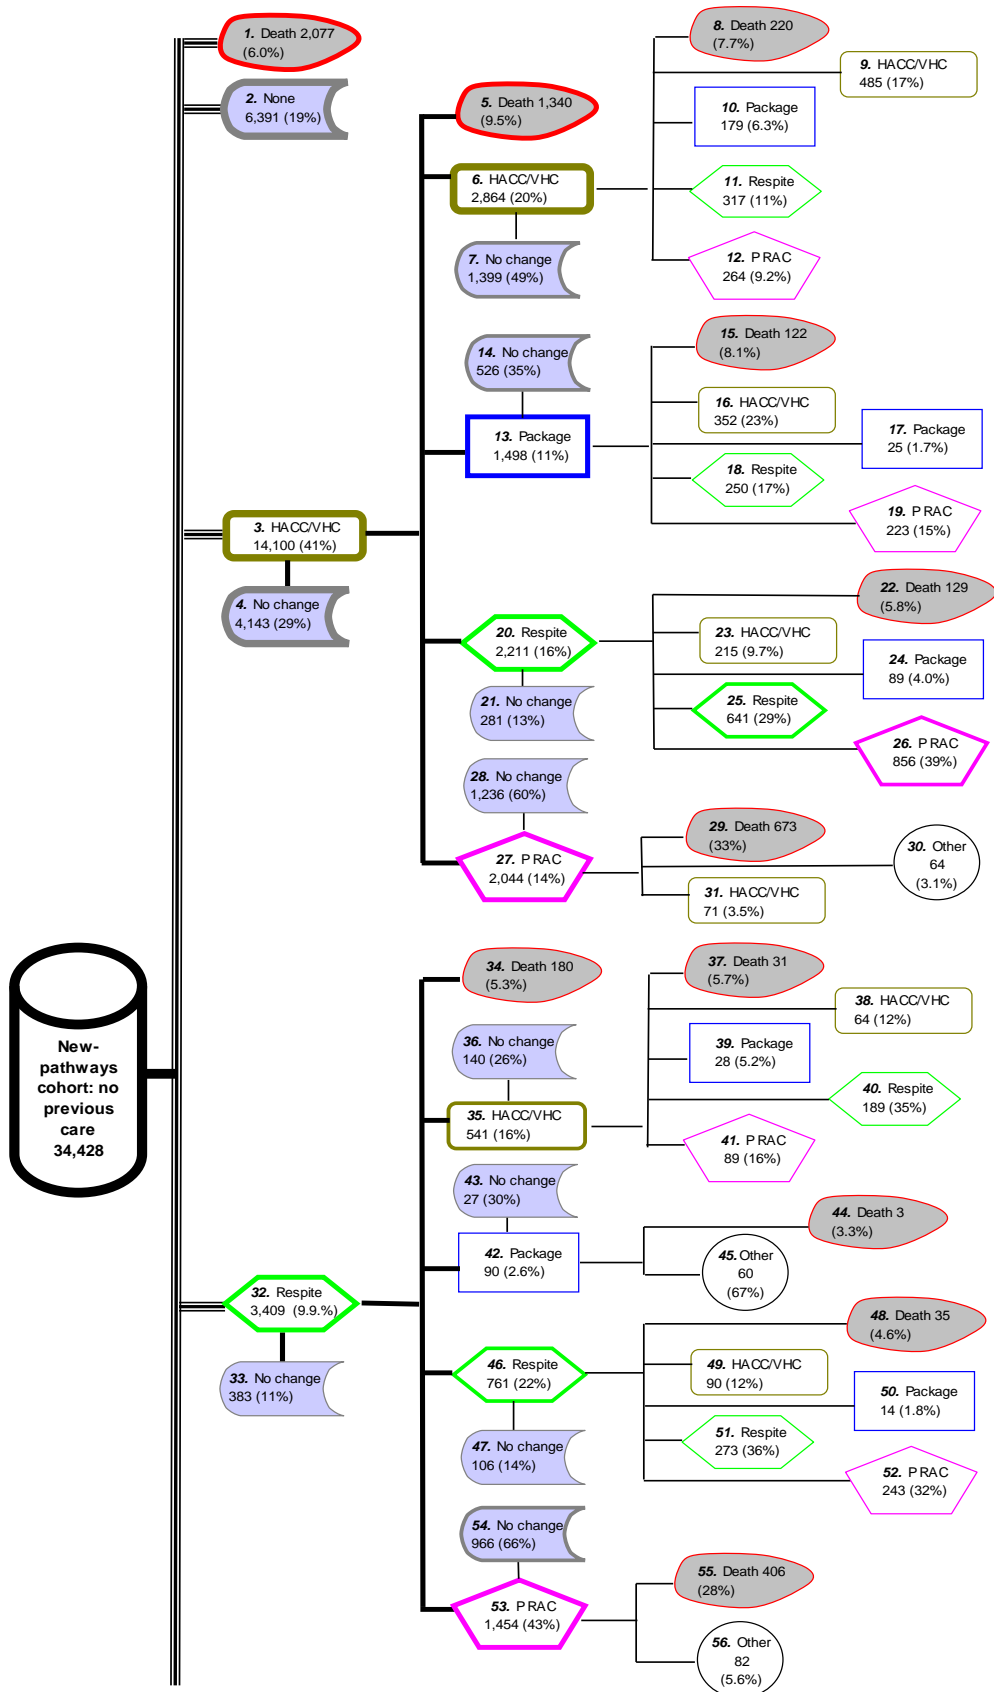 1. Death 2,077
(6.0%)
2. None
6,391 (19%)
3. HACC/VHC
14,100 (41%)
4. No change
4,143 (29%)
5. Death 1,340
(9.5%)
6. HACC/VHC
2,864 (20%)
7. No change
1,399 (49%)
8. Death 220
(7.7%)
9. HACC/VHC
485 (17%)
10. Package
179 (6.3%)
11. Respite
317 (11%)
12. PRAC
264 (9.2%)
14. No change
526 (35%)
13. Package
1,498 (11%)
15. Death 122
(8.1%)
16. HACC/VHC
352 (23%)
17. Package
25 (1.7%)
18. Respite
250 (17%)
19. PRAC
223 (15%)
20. Respite
2,211 (16%)
21. No change
281 (13%)
22. Death 129
(5.8%)
23. HACC/VHC
215 (9.7%)
24. Package
89 (4.0%)
25. Respite
641 (29%)
26. PRAC
856 (39%)
28. No change
1,236 (60%)
27. PRAC
2,044 (14%)
29. Death 673
(33%)
30. Other
64
(3.1%)
31. HACC/VHC
71 (3.5%)
New-
pathways
cohort: no
previous
care
34,428
32. Respite
3,409 (9.9.%)
33. No change
383 (11%)
34. Death 180
(5.3%)
36. No change
140 (26%)
35. HACC/VHC
541 (16%)
37. Death 31
(5.7%)
38. HACC/VHC
64 (12%)
39. Package
28 (5.2%)
40. Respite
189 (35%)
41. PRAC
89 (16%)
43. No change
27 (30%)
42. Package
90 (2.6%)
44. Death 3
(3.3%)
45. Other
60
(67%)
46. Respite
761 (22%)
47. No change
106 (14%)
48. Death 35
(4.6%)
49. HACC/VHC
90 (12%)
50. Package
14 (1.8%)
51. Respite
273 (36%)
52. PRAC
243 (32%)
54. No change
966 (66%)
53. PRAC
1,454 (43%)
55. Death 406
(28%)
56. Other
82
(5.6%)